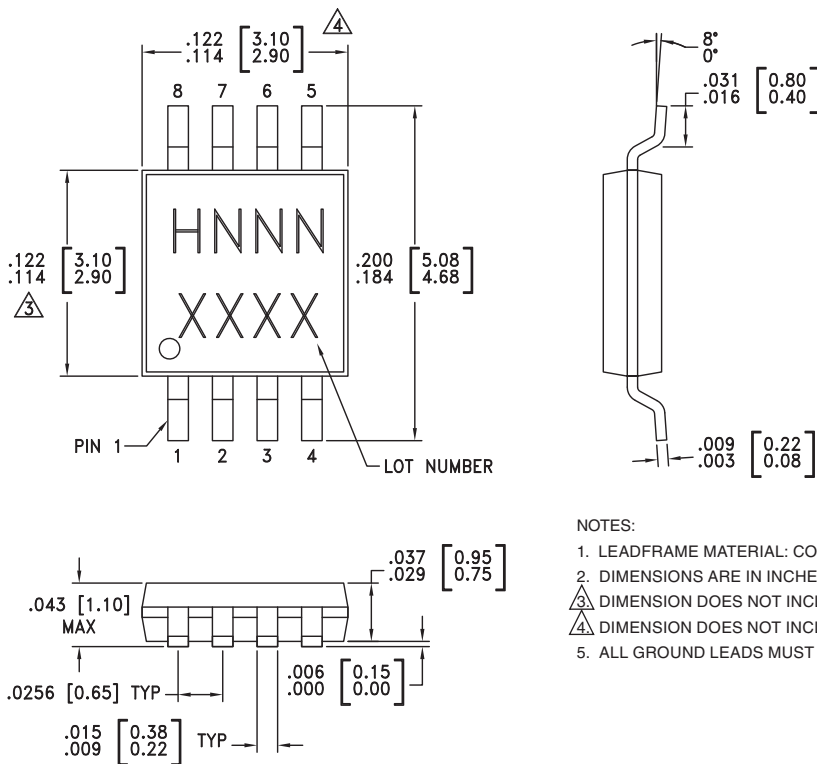 4
.122 [3.10]
.114 [2.90]
8 7 6 5
HNNN
XXXX
.122 [3.10]
.114 [2.90]
3
.200 [5.08]
.184 [4.68]
PIN 1
1 2 3 4
LOT NUMBER
8°
0°
.031 [0.80]
.016 [0.40]
.009 [0.22]
.003 [0.08]
.043 [1.10]
MAX
.037 [0.95]
.029 [0.75]
.0256 [0.65] TYP
.006 [0.15]
.000 [0.00]
.015 [0.38]
.009 [0.22]
TYP
NOTES:
1. LEADFRAME MATERIAL: CO
2. DIMENSIONS ARE IN INCHE
3. DIMENSION DOES NOT INCL
4. DIMENSION DOES NOT INCL
5. ALL GROUND LEADS MUST